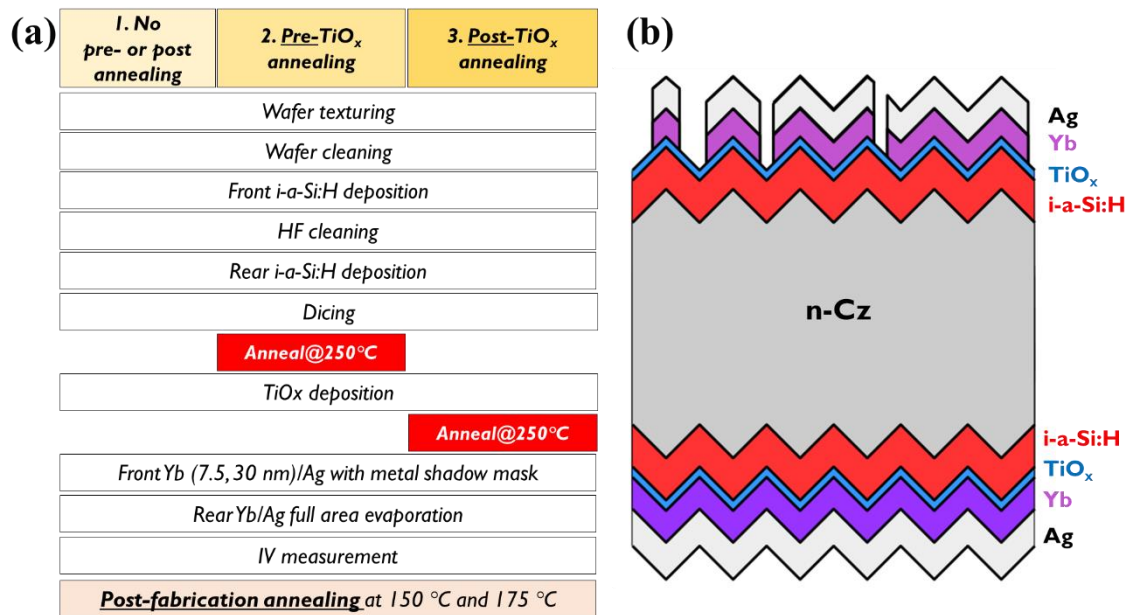 (a)
1. No
pre- or post
annealing
2. Pre-TiOx
annealing
3. Post-TiOx
annealing
Wafer texturing
Wafer cleaning
Front i-a-Si:H deposition
HF cleaning
Rear i-a-Si:H deposition
Dicing
Anneal@250°C
TiOx deposition
Anneal@250°C
Front Yb (7.5, 30 nm)/Ag with metal shadow mask
Rear Yb/Ag full area evaporation
IV measurement
Post-fabrication annealing at 150 °C and 175 °C
(b)
Ag
Yb
TiOx
i-a-Si:H
n-Cz
i-a-Si:H
TiOx
Yb
Ag